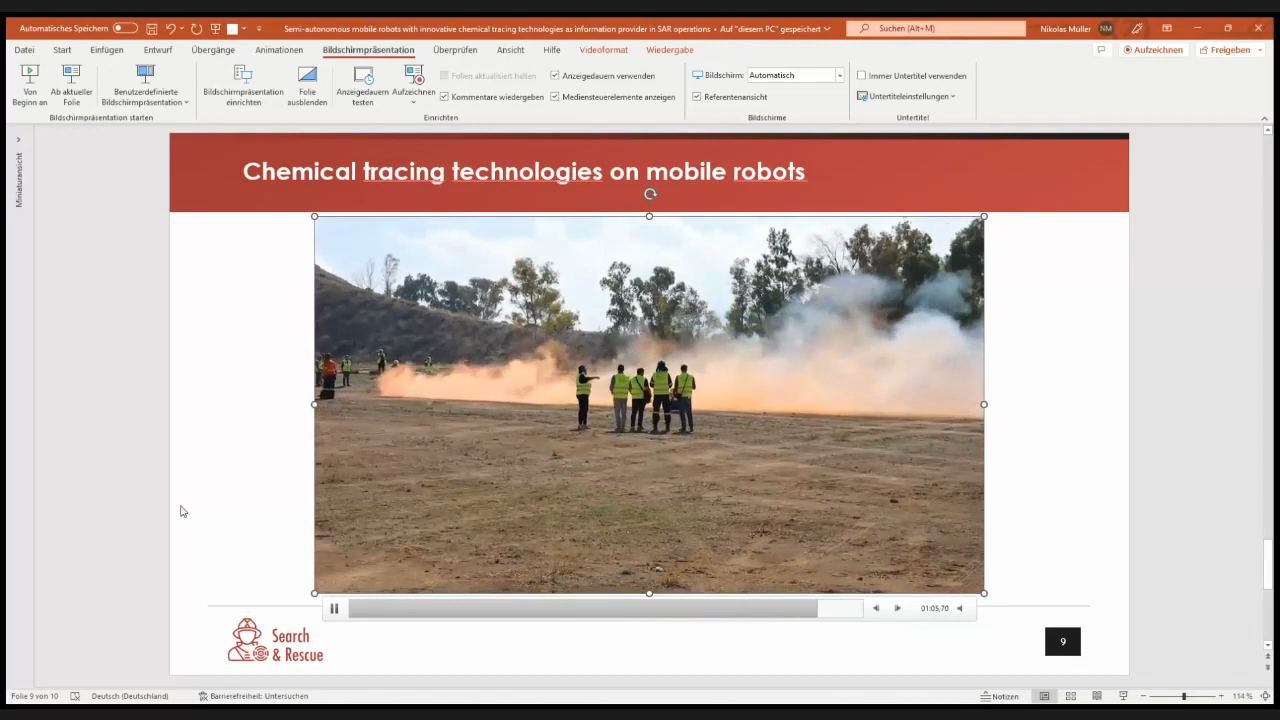 Automatisches Speichern
Semi-autonomous mobile robots with innovative chemical tracing technologies as information provider in SAR operations • Auf "diesem PC" gespeichert
Suchen (Alt+M)
Nikolas Müller NM
Datei Start Einfügen Entwurf Übergänge Animationen Bildschirmpräsentation Überprüfen Ansicht Hilfe Videoformat Wiedergabe Aufzeichnen Freigeben
Von Beginn an
Ab aktueller Folie
Benutzerdefinierte Bildschirmpräsentation
Bildschirmpräsentation starten
Bildschirmpräsentation einrichten
Folie ausblenden
Anzeigedauern testen
Aufzeichnen
Folien aktualisiert halten
Kommentare wiedergeben
Anzeigedauern verwenden
Mediensteuerelemente anzeigen
Einrichten
Bildschirm: Automatisch
Referentenansicht
Bildschirme
Immer Untertitel verwenden
Untertiteleinstellungen
Untertitel
Miniaturansicht
Chemical tracing technologies on mobile robots
01:05,70
Search
& Rescue
9
Folie 9 von 10 Deutsch (Deutschland) Barrierefreiheit: Untersuchen Notizen 114 %